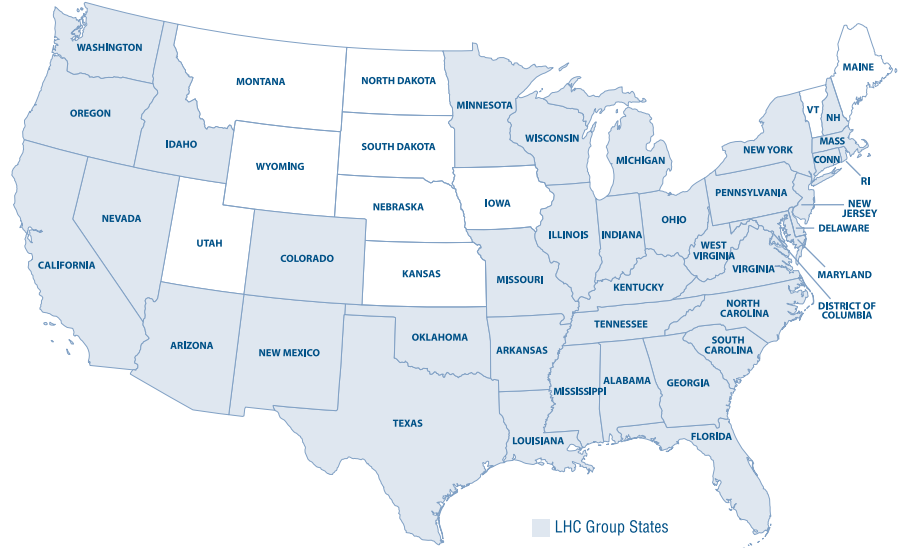 WASHINGTON
MONTANA
NORTH DAKOTA
MINNESOTA
MAINE
OREGON
IDAHO
WYOMING
SOUTH DAKOTA
WISCONSIN
MICHIGAN
NEW YORK
VT
NH
MASS
CONN
RI
NEVADA
UTAH
COLORADO
NEBRASKA
IOWA
ILLINOIS
INDIANA
OHIO
PENNSYLVANIA
NEW
JERSEY
DELAWARE
CALIFORNIA
KANSAS
MISSOURI
KENTUCKY
WEST
VIRGINIA
VIRGINIA
MARYLAND
DISTRICT OF
COLUMBIA
ARIZONA
NEW MEXICO
OKLAHOMA
ARKANSAS
TENNESSEE
NORTH
CAROLINA
SOUTH
CAROLINA
TEXAS
LOUISIANA
MISSISSIPPI
ALABAMA
GEORGIA
FLORIDA
LHC Group States